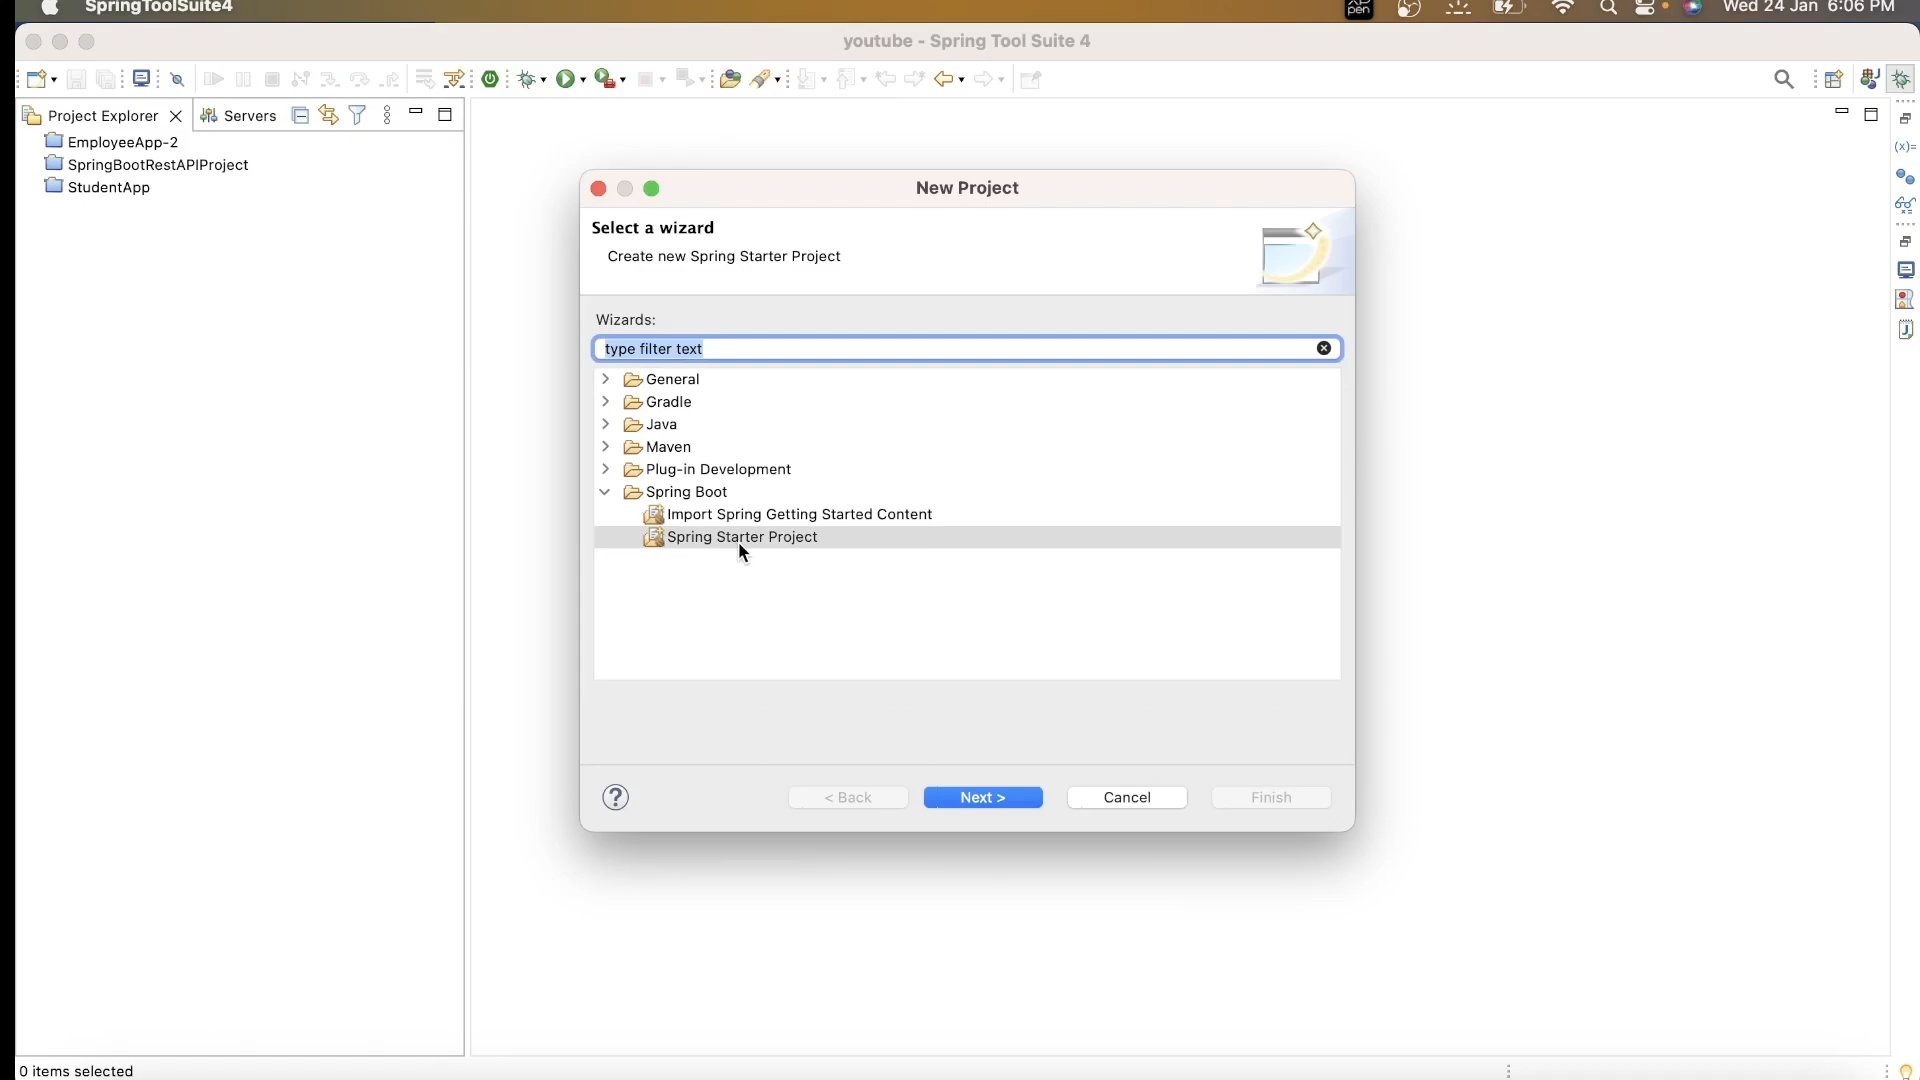 SpringToolSuite4
XP
pen
Wed 24 Jan 6:06 PM
youtube - Spring Tool Suite 4
Project Explorer
Servers
EmployeeApp-2
SpringBootRestAPIProject
StudentApp
(x)=
New Project
Select a wizard
Create new Spring Starter Project
Wizards:
type filter text
General
Gradle
Java
Maven
Plug-in Development
Spring Boot
Import Spring Getting Started Content
Spring Starter Project
?
< Back
Next >
Cancel
Finish
0 items selected